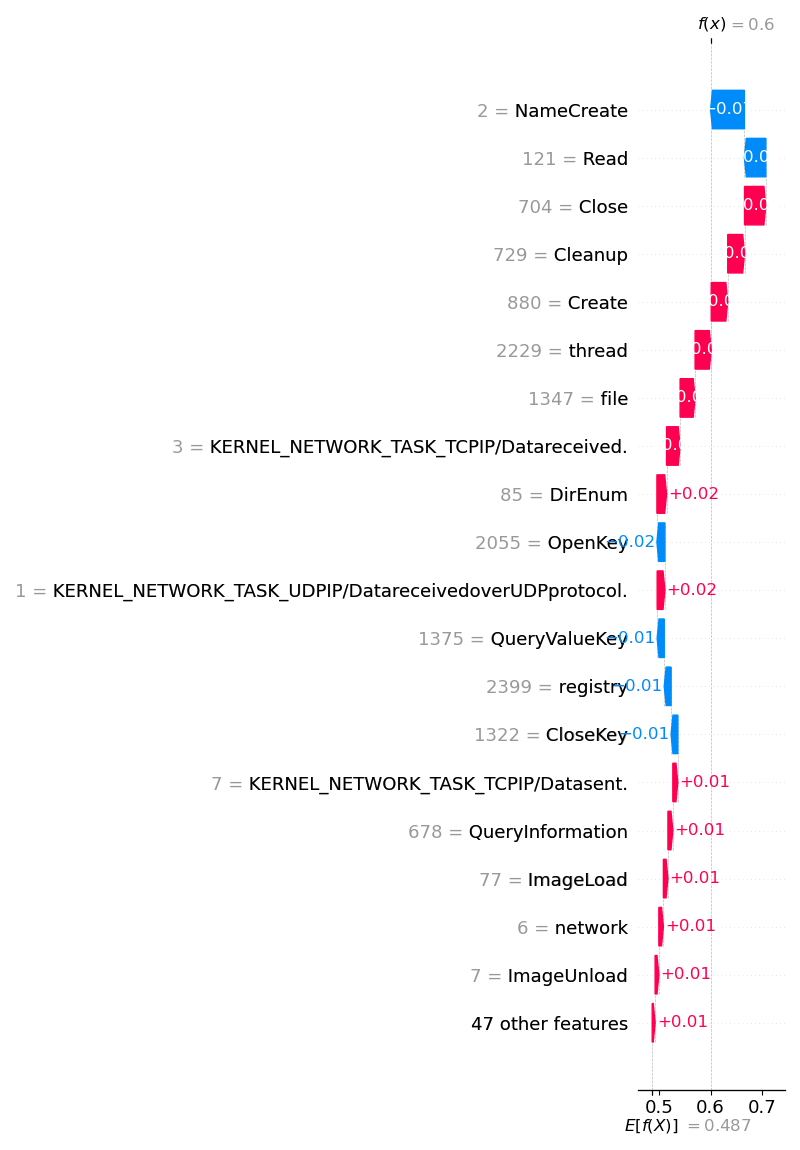 f(x) = 0.6
2 = NameCreate
121 = Read
704 = Close
729 = Cleanup
880 = Create
2229 = thread
1347 = file
3 = KERNEL_NETWORK_TASK_TCPIP/Datareceived.
85 = DirEnum +0.02
2055 = OpenKey −0.02
1 = KERNEL_NETWORK_TASK_UDPIP/DatareceivedoverUDPprotocol. +0.02
1375 = QueryValueKey −0.01
2399 = registry −0.01
1322 = CloseKey −0.01
7 = KERNEL_NETWORK_TASK_TCPIP/Datasent. +0.01
678 = QueryInformation +0.01
77 = ImageLoad +0.01
6 = network +0.01
7 = ImageUnload +0.01
47 other features +0.01
0.5 0.6 0.7
E[f(X)] = 0.487